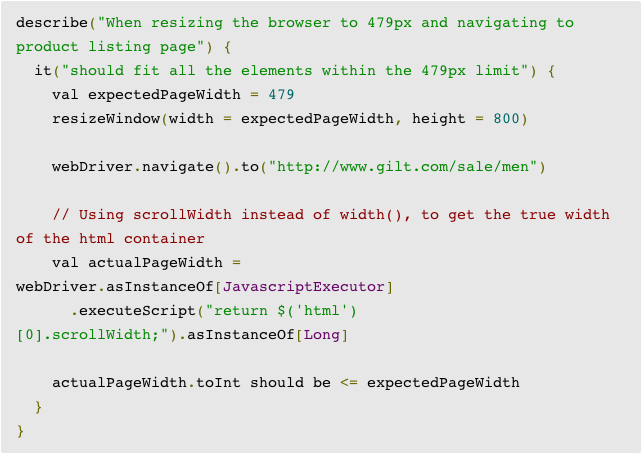 describe("When resizing the browser to 479px and navigating to
product listing page") {
  it("should fit all the elements within the 479px limit") {
    val expectedPageWidth = 479
    resizeWindow(width = expectedPageWidth, height = 800)

    webDriver.navigate().to("http://www.gilt.com/sale/men")

    // Using scrollWidth instead of width(), to get the true width
of the html container
    val actualPageWidth =
webDriver.asInstanceOf[JavascriptExecutor]
      .executeScript("return $('html')
[0].scrollWidth;").asInstanceOf[Long]

    actualPageWidth.toInt should be <= expectedPageWidth
  }
}